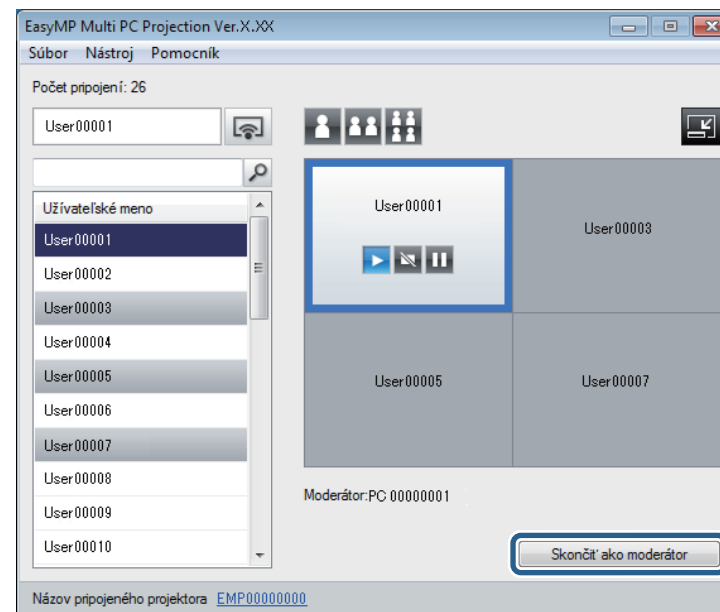 EasyMP Multi PC Projection Ver.X.XX
Súbor Nástroj Pomocník
Počet pripojení: 26
User00001
Užívateľské meno
User00001
User00002
User00003
User00004
User00005
User00006
User00007
User00008
User00009
User00010
User00001
User00003
User00005
User00007
Moderátor:PC 00000001
Skončiť ako moderátor
Názov pripojeného projektora EMP00000000